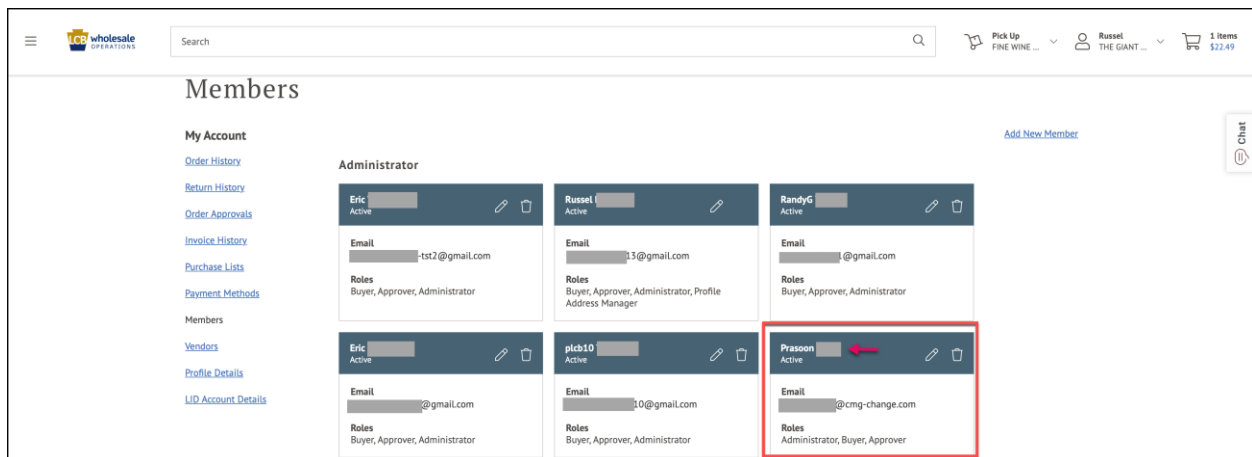 LCB wholesale
OPERATIONS
Search
Pick Up
FINE WINE ...
Russel
THE GIANT ...
1 items
$22.49
Members
My Account
Add New Member
Chat
Order History
Return History
Order Approvals
Invoice History
Purchase Lists
Payment Methods
Members
Vendors
Profile Details
LID Account Details
Administrator
Eric
Active
Email
-tst2@gmail.com
Roles
Buyer, Approver, Administrator
Russel
Active
Email
13@gmail.com
Roles
Buyer, Approver, Administrator, Profile
Address Manager
RandyG
Active
Email
@gmail.com
Roles
Buyer, Approver, Administrator
Eric
Active
Email
@gmail.com
Roles
Buyer, Approver, Administrator
plcb10
Active
Email
10@gmail.com
Roles
Buyer, Approver, Administrator
Prasoon
Active
Email
@cmg-change.com
Roles
Administrator, Buyer, Approver